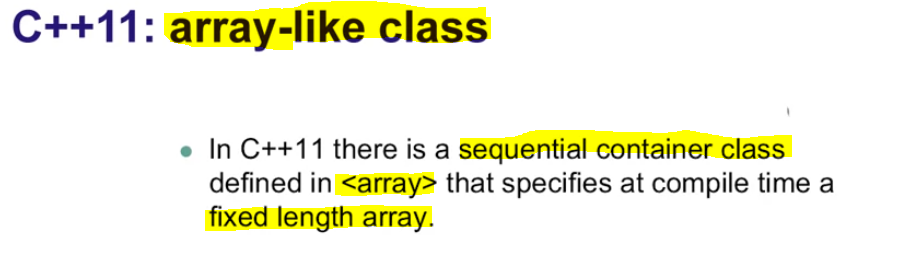 C++11: array-like class
In C++11 there is a sequential container class
defined in <array> that specifies at compile time a
fixed length array.